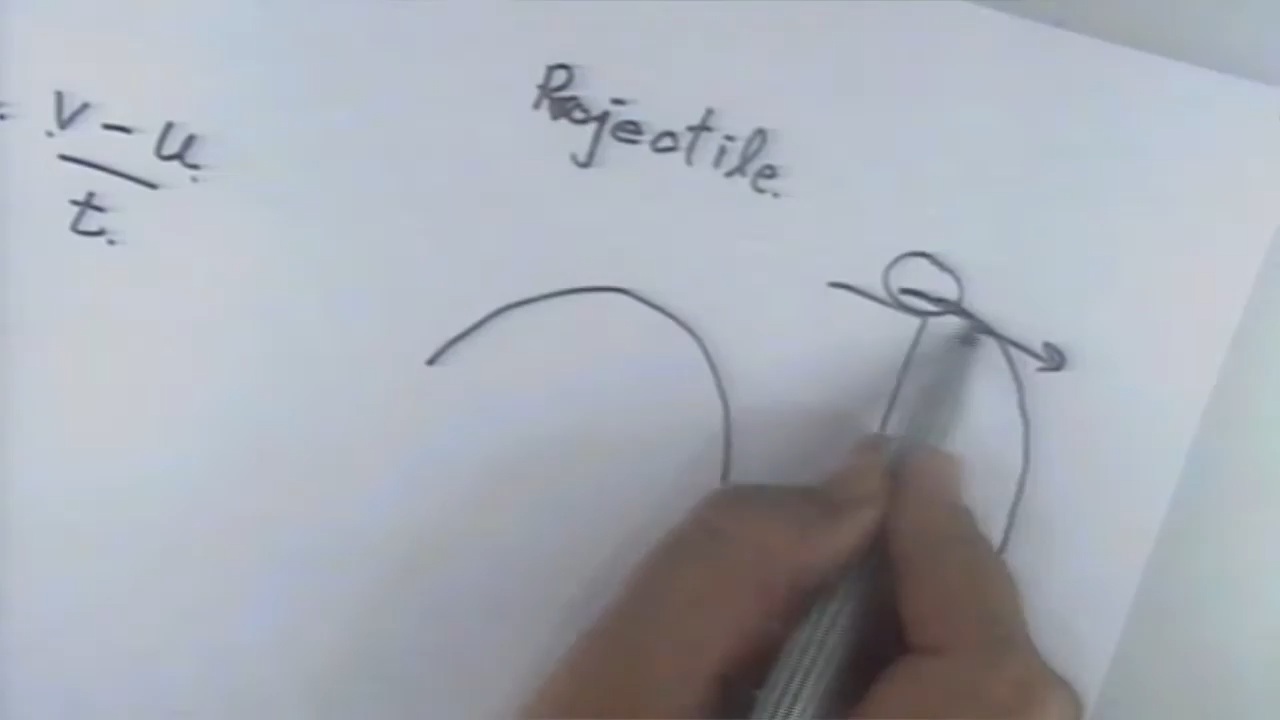 = v - u
t.
Projectile.